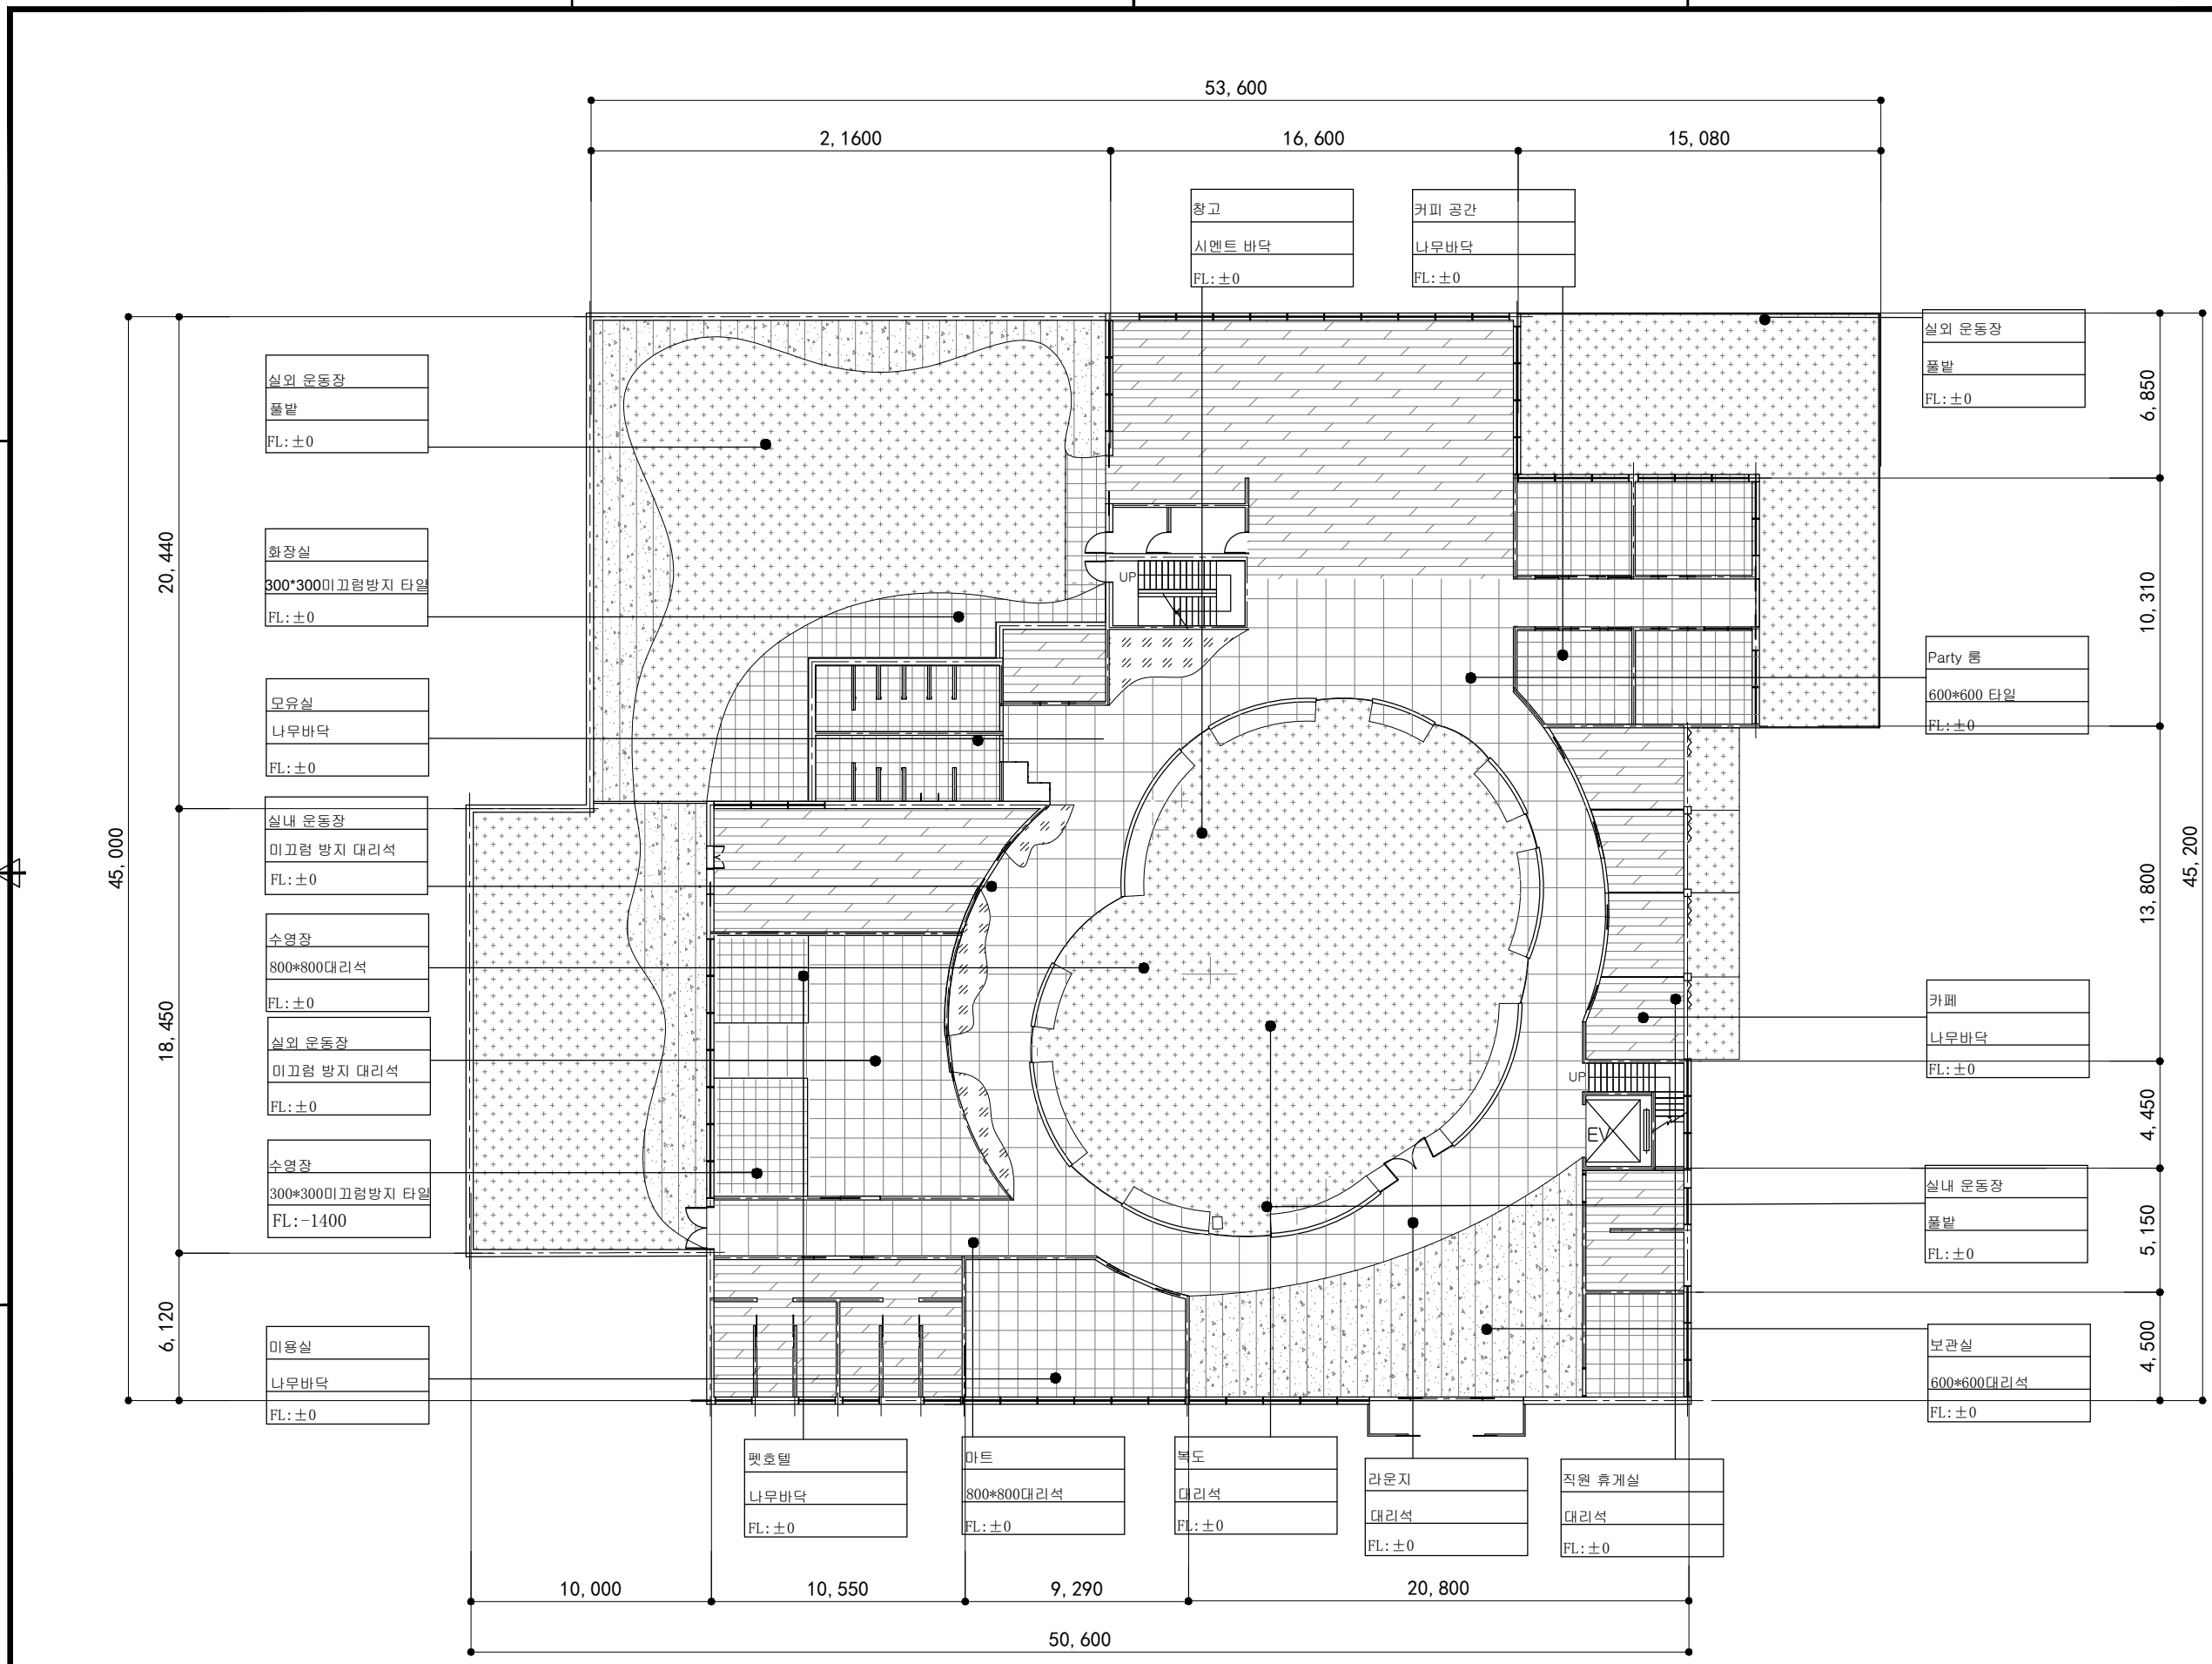 53,600
2,1600
16,600
15,080
창고
시멘트 바닥
FL:±0
커피 공간
나무바닥
FL:±0
실외 운동장
풀밭
FL:±0
실외 운동장
풀밭
FL:±0
6,850
화장실
300*300미끄럼방지 타일
FL:±0
20,440
UP
10,310
Party 룸
600*600 타일
FL:±0
모유실
나무바닥
FL:±0
실내 운동장
미끄럼 방지 대리석
FL:±0
45,000
13,800
45,200
수영장
800*800대리석
FL:±0
실외 운동장
미끄럼 방지 대리석
FL:±0
18,450
카페
나무바닥
FL:±0
UP
EV
4,450
수영장
300*300미끄럼방지 타일
FL:-1400
실내 운동장
풀밭
FL:±0
5,150
6,120
미용실
나무바닥
FL:±0
보관실
600*600대리석
FL:±0
4,500
펫호텔
나무바닥
FL:±0
마트
800*800대리석
FL:±0
복도
대리석
FL:±0
라운지
대리석
FL:±0
직원 휴게실
대리석
FL:±0
10,000
10,550
9,290
20,800
50,600